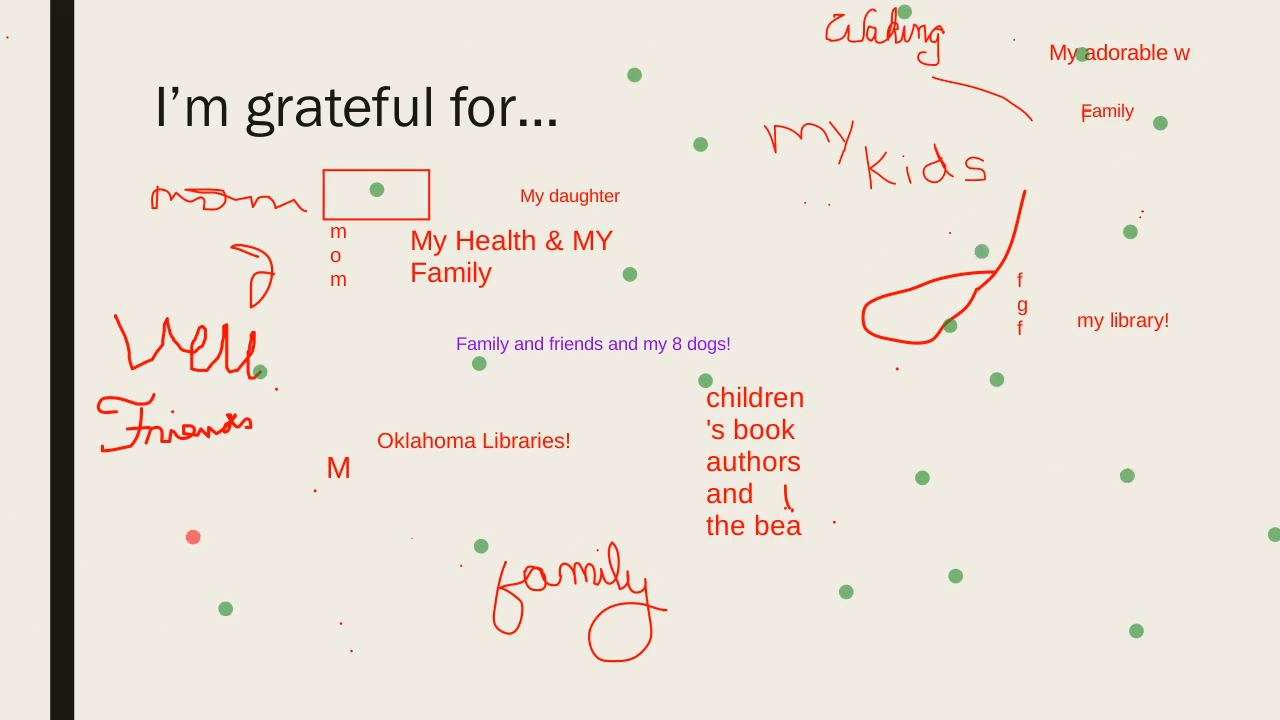 My adorable w
I'm grateful for...
Family
my
Kids
mom
My daughter
m
o
m
My Health & MY
Family
f
g
f
my library!
Family and friends and my 8 dogs!
children
's book
authors
and
the bea
Friends
Oklahoma Libraries!
M
family